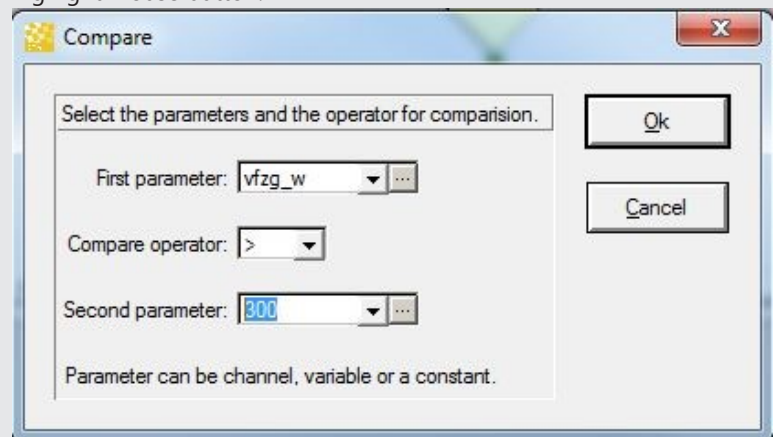 Compare
Select the parameters and the operator for comparision.
First parameter: vfzg_w ...
Compare operator: >
Second parameter: 300 ...
Parameter can be channel, variable or a constant.
Ok
Cancel